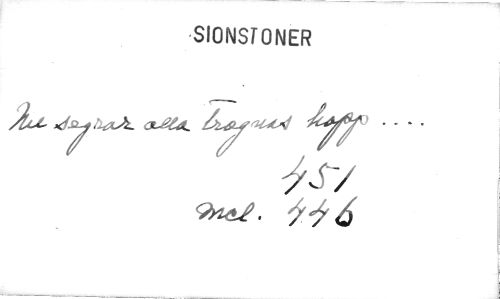 SIONSTONER
Nu segrar alla trognas hopp ....
451
mel. 446